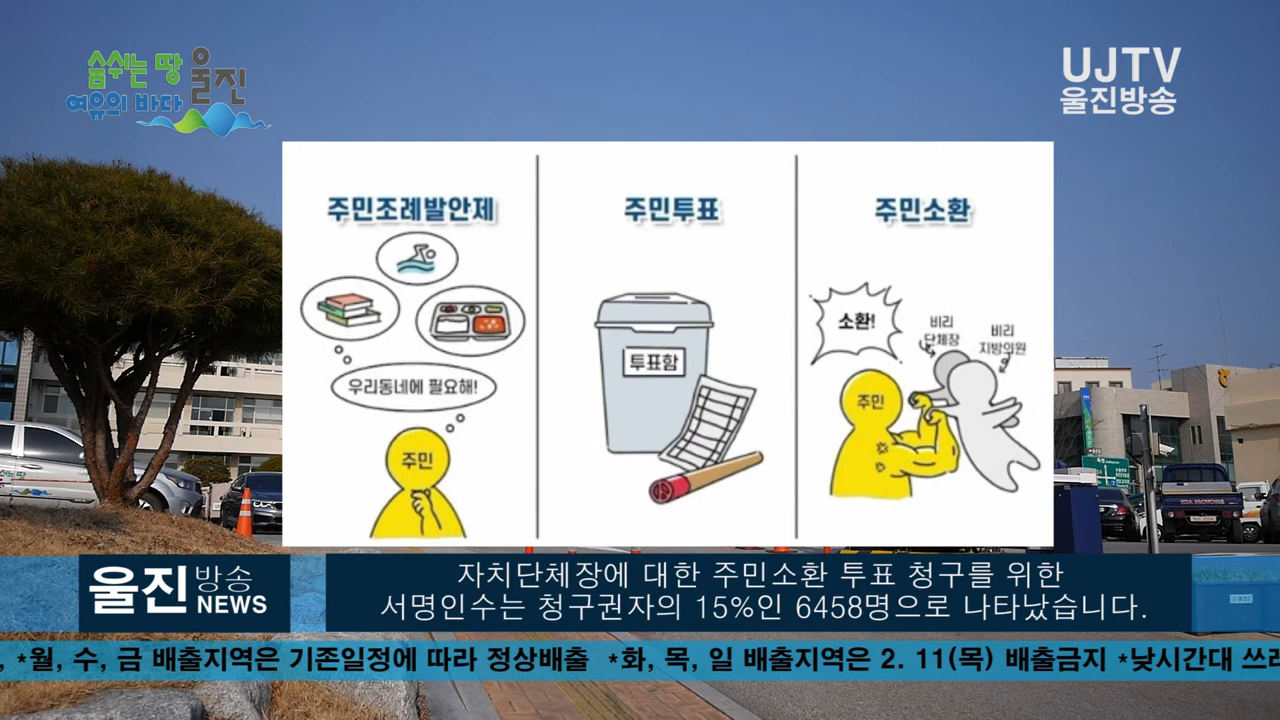 숨쉬는 땅
여유의 바다
울진
UJTV
울진방송
주민조례발안제
우리동네에 필요해!
주민
주민투표
투표함
주민소환
소환!
비리
단체장
비리
지방의원
주민
울진방송
NEWS
자치단체장에 대한 주민소환 투표 청구를 위한
서명인수는 청구권자의 15%인 6458명으로 나타났습니다.
, *월, 수, 금 배출지역은 기존일정에 따라 정상배출 *화, 목, 일 배출지역은 2. 11(목) 배출금지 *낮시간대